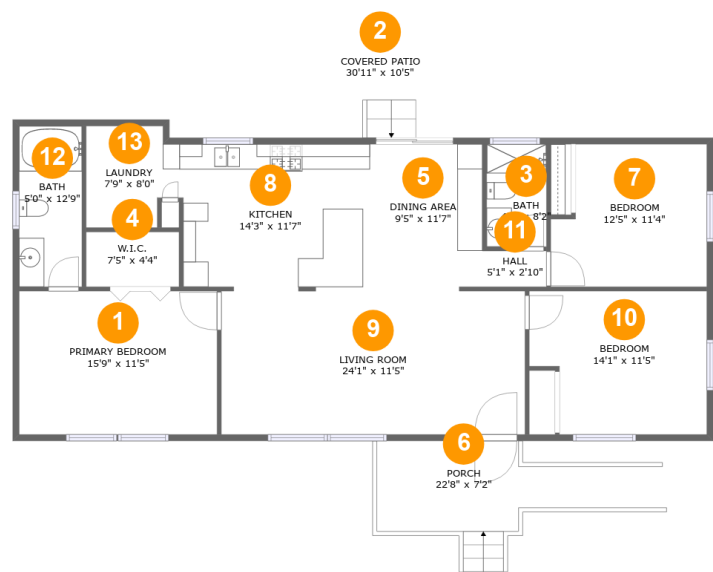 2
COVERED PATIO
30'11" x 10'5"
13
LAUNDRY
7'9" x 8'0"
12
BATH
5'0" x 12'9"
8
KITCHEN
14'3" x 11'7"
5
DINING AREA
9'5" x 11'7"
3
BATH
8'2"
7
BEDROOM
12'5" x 11'4"
4
W.I.C.
7'5" x 4'4"
11
HALL
5'1" x 2'10"
1
PRIMARY BEDROOM
15'9" x 11'5"
9
LIVING ROOM
24'1" x 11'5"
10
BEDROOM
14'1" x 11'5"
6
PORCH
22'8" x 7'2"